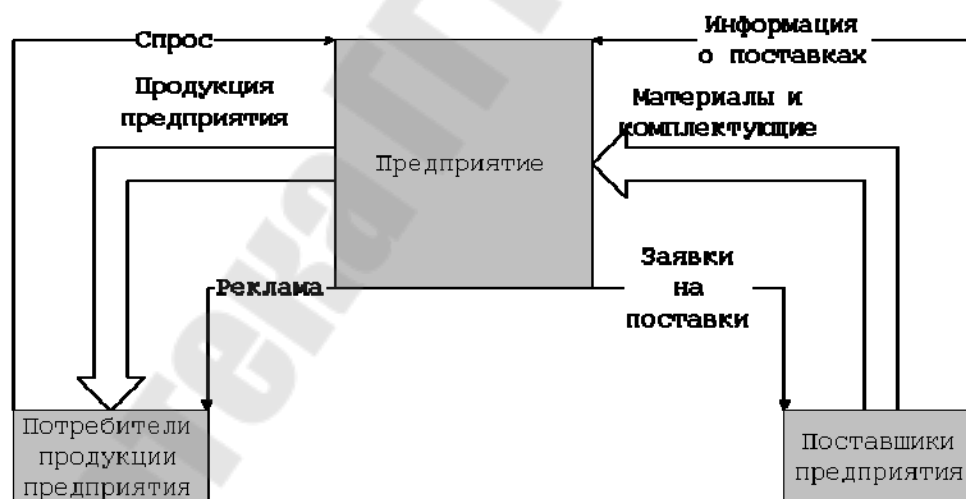 Спрос
Информация
о поставках
Продукция
предприятия
Материалы и
комплектующие
Предприятие
Реклама
Заявки
на
поставки
Потребители
продукции
предприятия
Поставшики
предприятия